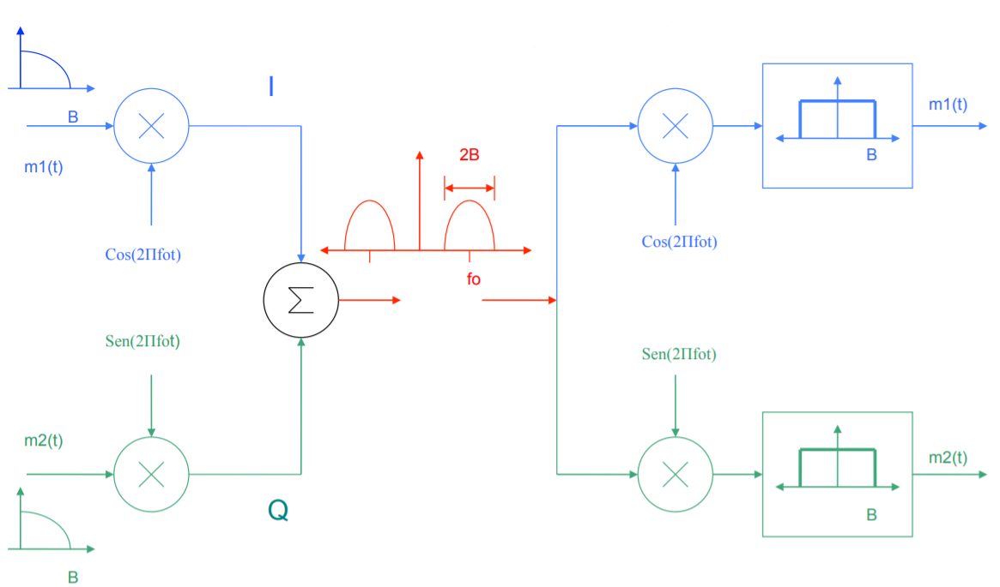 B
m1(t)
I
Cos(2Πfot)
2B
fo
Σ
Sen(2Πfot)
m2(t)
Q
B
m1(t)
B
Cos(2Πfot)
Sen(2Πfot)
m2(t)
B